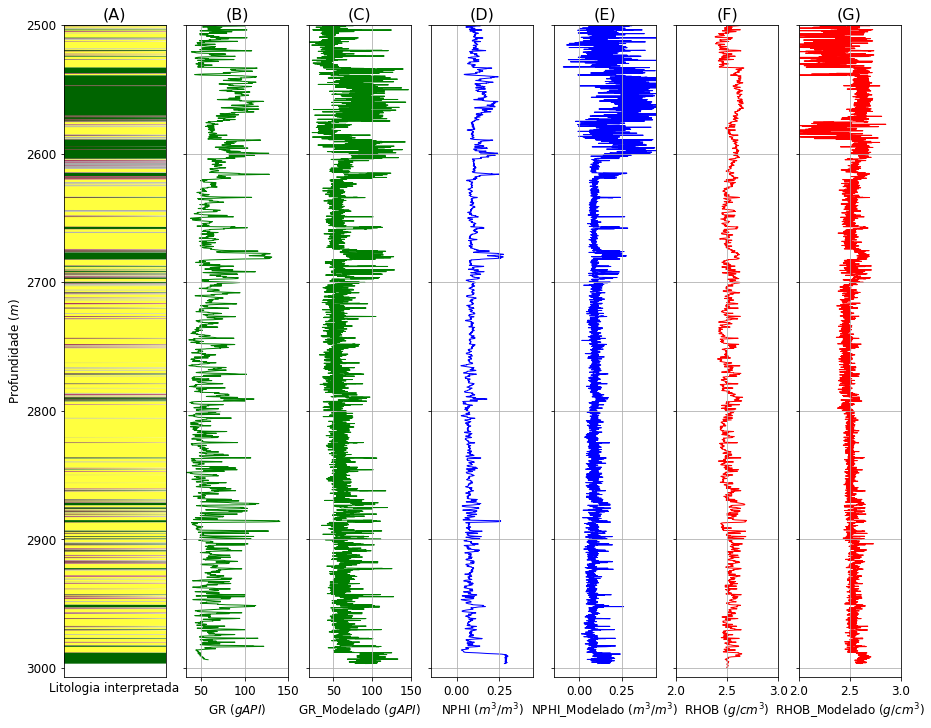 (A) (B) (C) (D) (E) (F) (G)
2500
2600
2700
2800
2900
3000
Profundidade (m)
50 100 150 50 100 150 0.00 0.25 0.00 0.25 2.0 2.5 3.0 2.0 2.5 3.0
Litologia interpretada
GR (gAPI) GR_Modelado (gAPI) NPHI (m³/m³) NPHI_Modelado (m³/m³) RHOB (g/cm³) RHOB_Modelado (g/cm³)